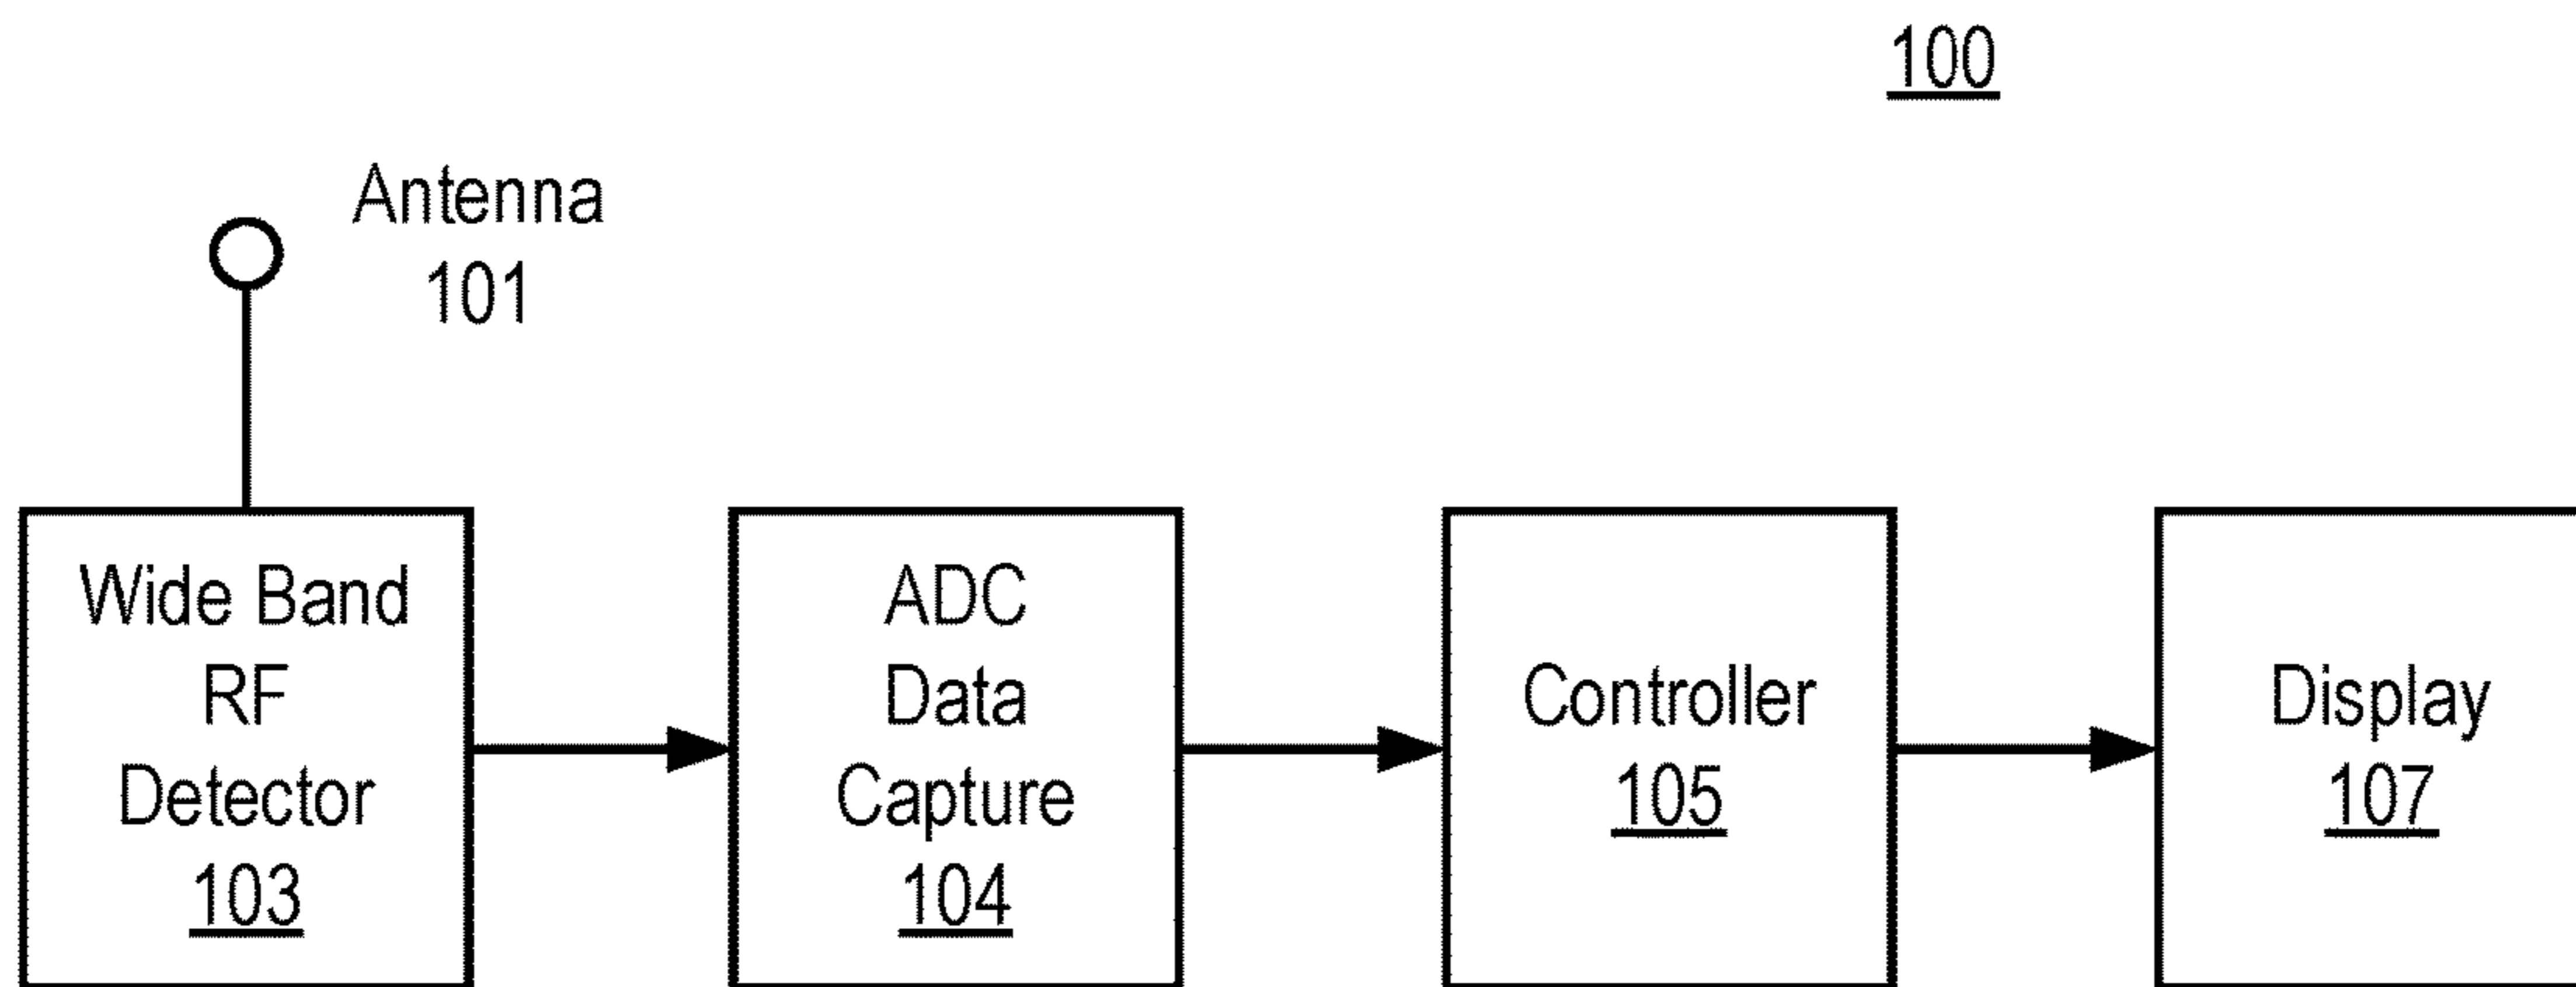 100
Antenna
101
Wide Band
RF
Detector
103
ADC
Data
Capture
104
Controller
105
Display
107